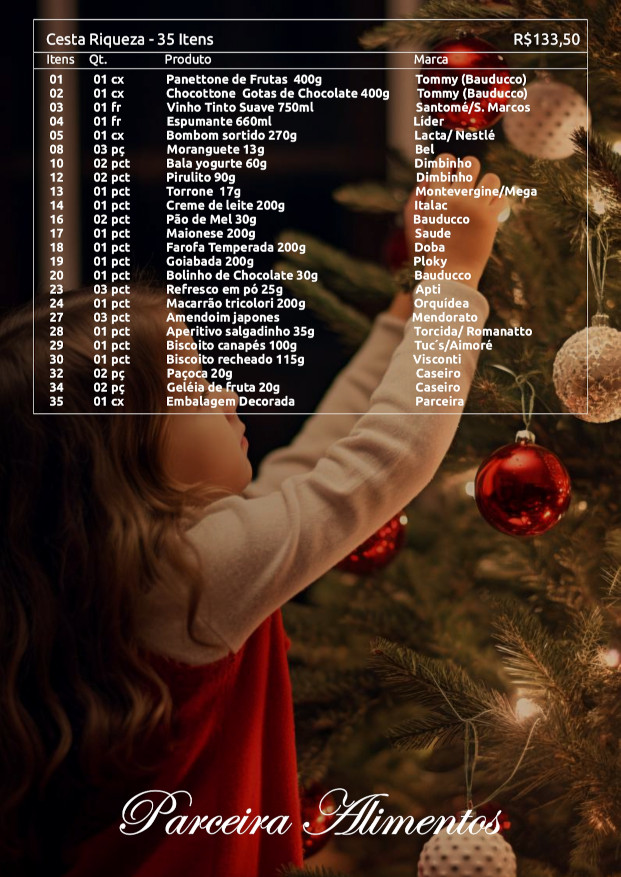 Cesta Riqueza - 35 Itens R$133,50
Itens Qt. Produto Marca
01 01 cx Panettone de Frutas 400g Tommy (Bauducco)
02 01 cx Chocottone Gotas de Chocolate 400g Tommy (Bauducco)
03 01 fr Vinho Tinto Suave 750ml Santomé/S. Marcos
04 01 fr Espumante 660ml Líder
05 01 cx Bombom sortido 270g Lacta/ Nestlé
08 03 pç Moranguete 13g Bel
10 02 pct Bala yogurte 60g Dimbinho
12 02 pct Pirulito 90g Dimbinho
13 01 pct Torrone 17g Montevergine/Mega
14 01 pct Creme de leite 200g Italac
16 02 pct Pão de Mel 30g Bauducco
17 01 pct Maionese 200g Saude
18 01 pct Farofa Temperada 200g Doba
19 01 pct Goiabada 200g Ploky
20 01 pct Bolinho de Chocolate 30g Bauducco
23 03 pct Refresco em pó 25g Apti
24 01 pct Macarrão tricolori 200g Orquídea
27 03 pct Amendoim japones Mendorato
28 01 pct Aperitivo salgadinho 35g Torcida/ Romanatto
29 01 pct Biscoito canapés 100g Tuc's/Aimoré
30 01 pct Biscoito recheado 115g Visconti
32 02 pç Paçoca 20g Caseiro
34 02 pç Geléia de fruta 20g Caseiro
35 01 cx Embalagem Decorada Parceira
Parceira Alimentos